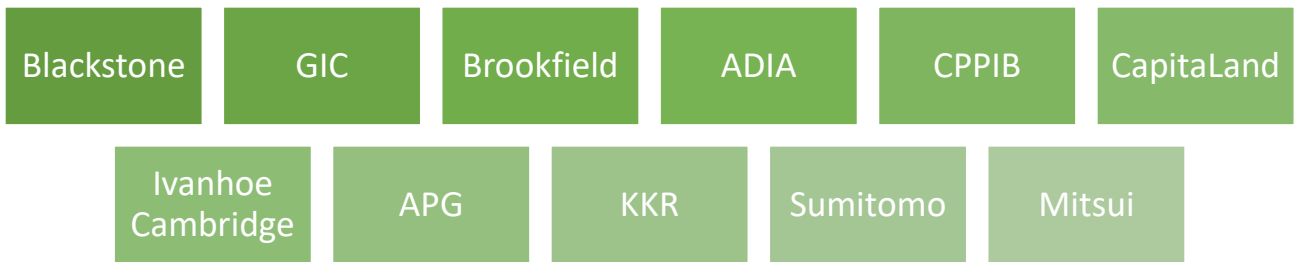 Blackstone
GIC
Brookfield
ADIA
CPPIB
CapitaLand
Ivanhoe
Cambridge
APG
KKR
Sumitomo
Mitsui